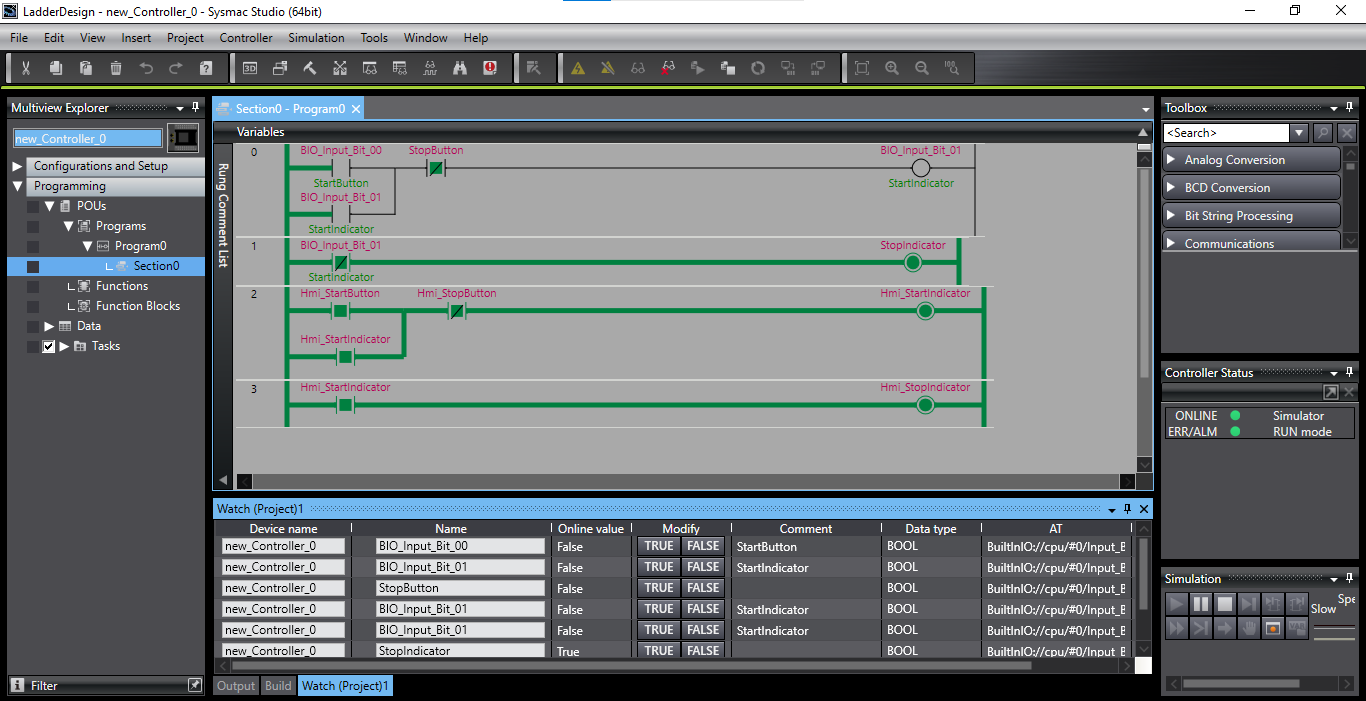 LadderDesign - new_Controller_0 - Sysmac Studio (64bit)
File Edit View Insert Project Controller Simulation Tools Window Help
Multiview Explorer
new_Controller_0
Configurations and Setup
Programming
POUs
Programs
Program0
Section0
Functions
Function Blocks
Data
Tasks
Filter
Section0 - Program0
Variables
Rung Comment List
0
BIO_Input_Bit_00 StopButton BIO_Input_Bit_01
StartButton StartIndicator
BIO_Input_Bit_01
StartIndicator
1
BIO_Input_Bit_01 StopIndicator
StartIndicator
2
Hmi_StartButton Hmi_StopButton Hmi_StartIndicator
Hmi_StartIndicator
3
Hmi_StartIndicator Hmi_StopIndicator
Watch (Project)1
Device name Name Online value Modify Comment Data type AT
new_Controller_0 BIO_Input_Bit_00 False TRUE FALSE StartButton BOOL BuiltInIO://cpu/#0/Input_B
new_Controller_0 BIO_Input_Bit_01 False TRUE FALSE StartIndicator BOOL BuiltInIO://cpu/#0/Input_B
new_Controller_0 StopButton False TRUE FALSE BOOL BuiltInIO://cpu/#0/Input_B
new_Controller_0 BIO_Input_Bit_01 False TRUE FALSE StartIndicator BOOL BuiltInIO://cpu/#0/Input_B
new_Controller_0 BIO_Input_Bit_01 False TRUE FALSE StartIndicator BOOL BuiltInIO://cpu/#0/Input_B
new_Controller_0 StopIndicator True TRUE FALSE BOOL BuiltInIO://cpu/#0/Input_B
Output Build Watch (Project)1
Toolbox
<Search>
Analog Conversion
BCD Conversion
Bit String Processing
Communications
Controller Status
ONLINE Simulator
ERR/ALM RUN mode
Simulation
Spe
Slow